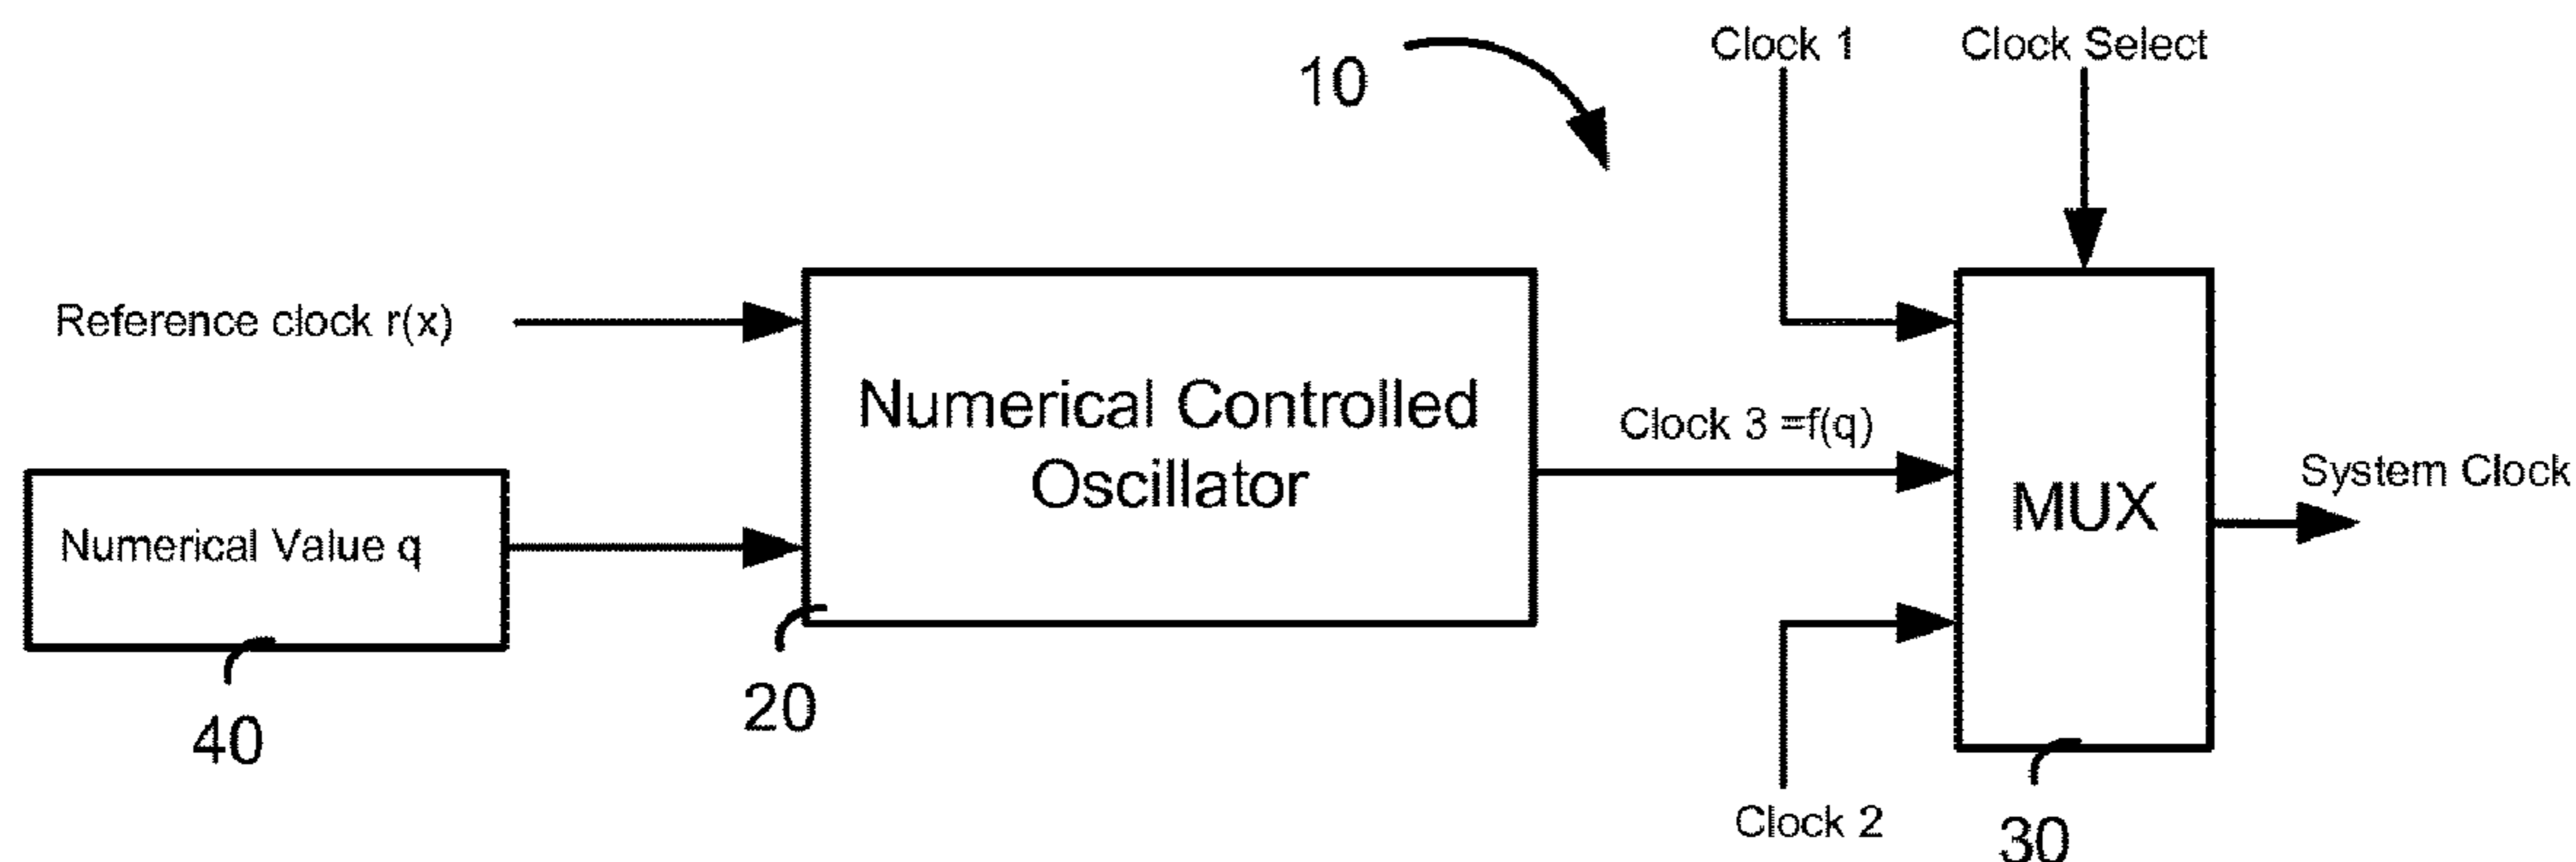 10
Clock 1
Clock Select
Reference clock r(x)
Numerical Controlled
Oscillator
Clock 3 =f(q)
MUX
System Clock
Numerical Value q
40
20
Clock 2
30